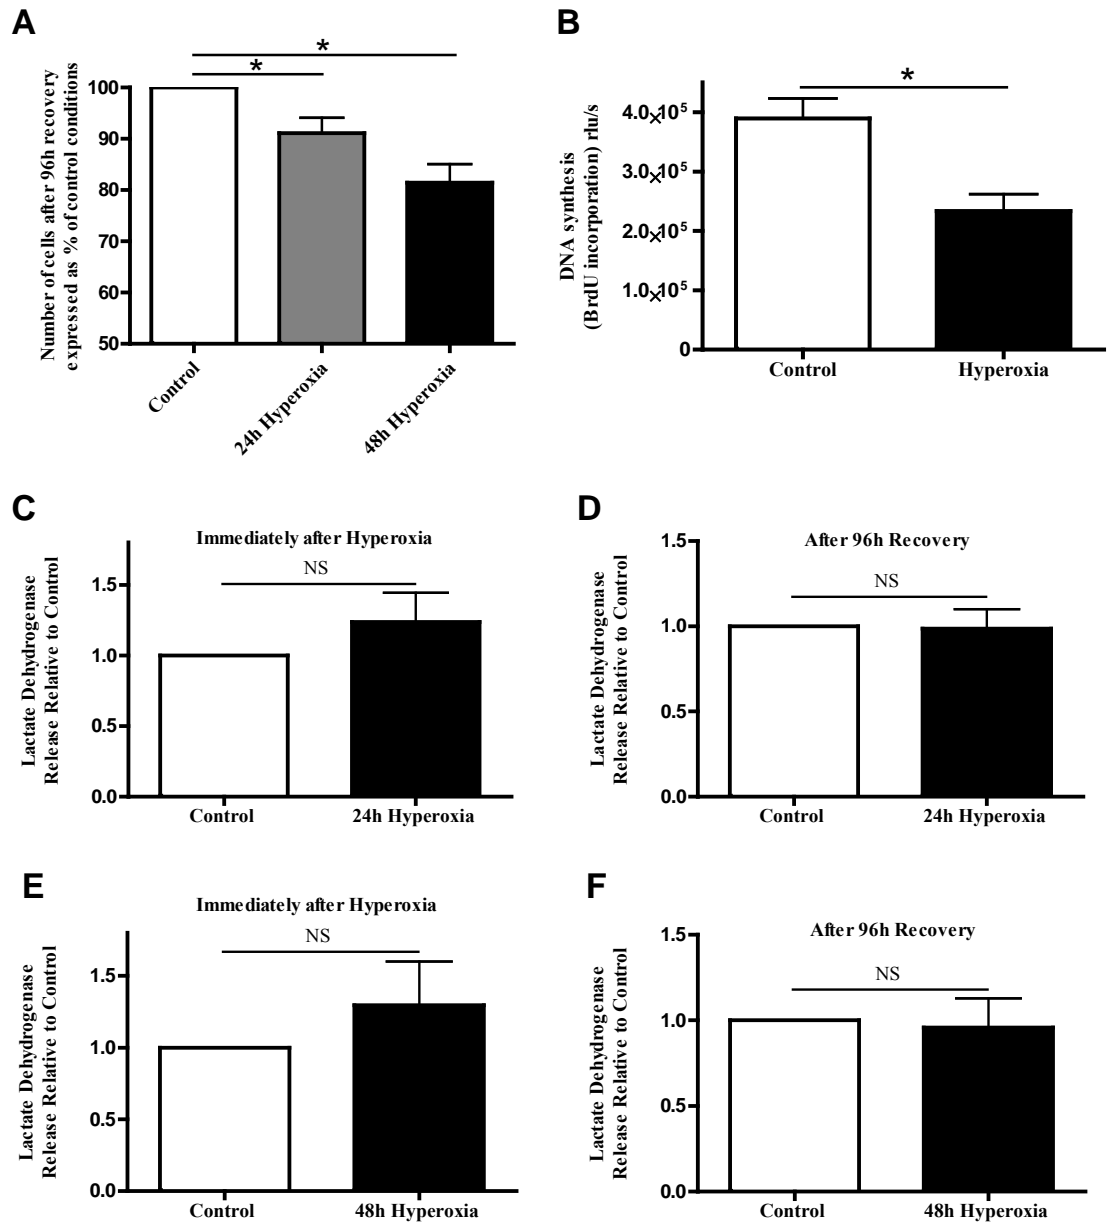 A
*
*
Number of cells after 96h recovery
expressed as % of control conditions
100
90
80
70
60
50
Control
24h Hyperoxia
48h Hyperoxia
B
*
DNA synthesis
(BrdU incorporation) rlu/s
4.0×10⁵
3.0×10⁵
2.0×10⁵
1.0×10⁵
0
Control
Hyperoxia
C
Immediately after Hyperoxia
NS
Lactate Dehydrogenase
Release Relative to Control
1.5
1.0
0.5
0.0
Control
24h Hyperoxia
D
After 96h Recovery
NS
Lactate Dehydrogenase
Release Relative to Control
1.5
1.0
0.5
0.0
Control
24h Hyperoxia
E
Immediately after Hyperoxia
NS
Lactate Dehydrogenase
Release Relative to Control
1.5
1.0
0.5
0.0
Control
48h Hyperoxia
F
After 96h Recovery
NS
Lactate Dehydrogenase
Release Relative to Control
1.5
1.0
0.5
0.0
Control
48h Hyperoxia